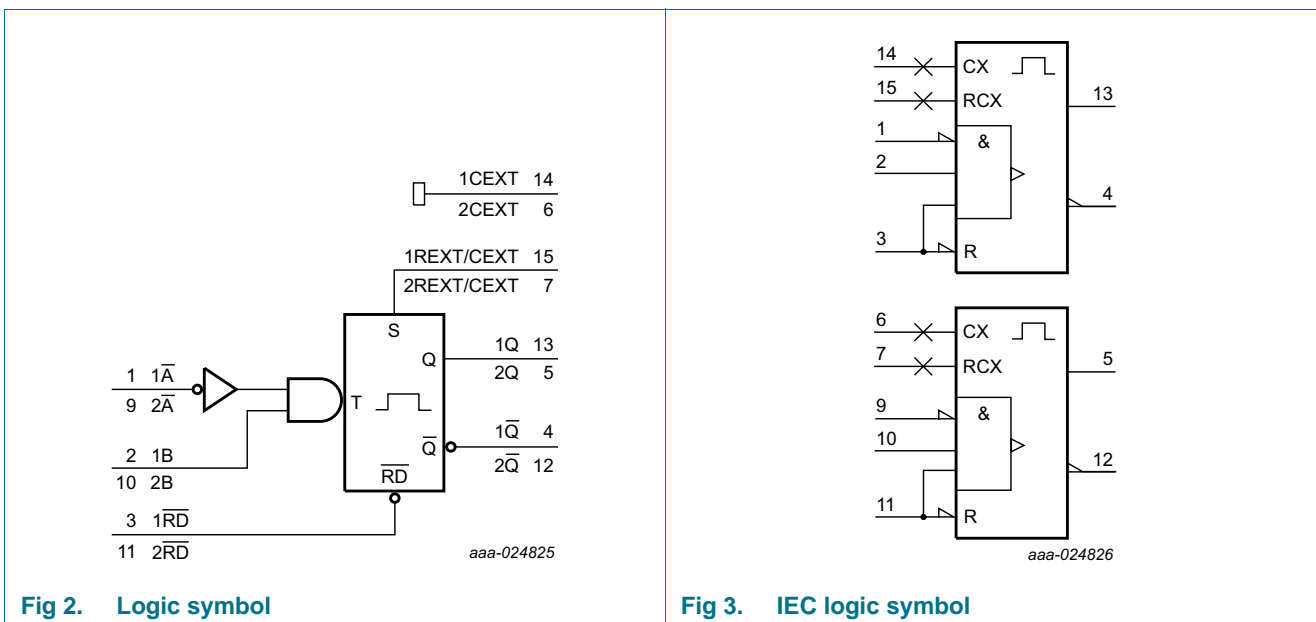 1CEXT 14
2CEXT 6
1REXT/CEXT 15
2REXT/CEXT 7
S
1 1A̅
9 2A̅
T
Q
1Q 13
2Q 5
2 1B
10 2B
Q̅
1Q̅ 4
2Q̅ 12
R̅D̅
3 1R̅D̅
11 2R̅D̅
aaa-024825
Fig 2. Logic symbol
14 CX
15 RCX
13
1 &
2
4
3 R
6 CX
7 RCX
5
9 &
10
12
11 R
aaa-024826
Fig 3. IEC logic symbol